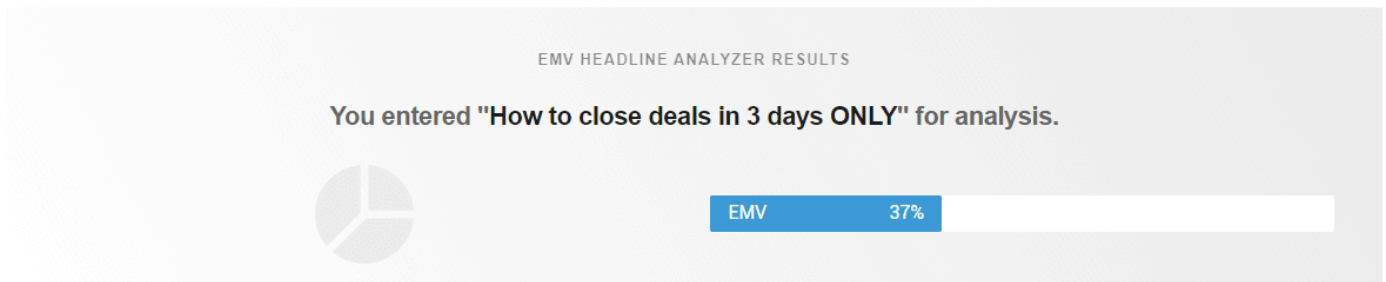 EMV HEADLINE ANALYZER RESULTS
You entered "How to close deals in 3 days ONLY" for analysis.
EMV 37%